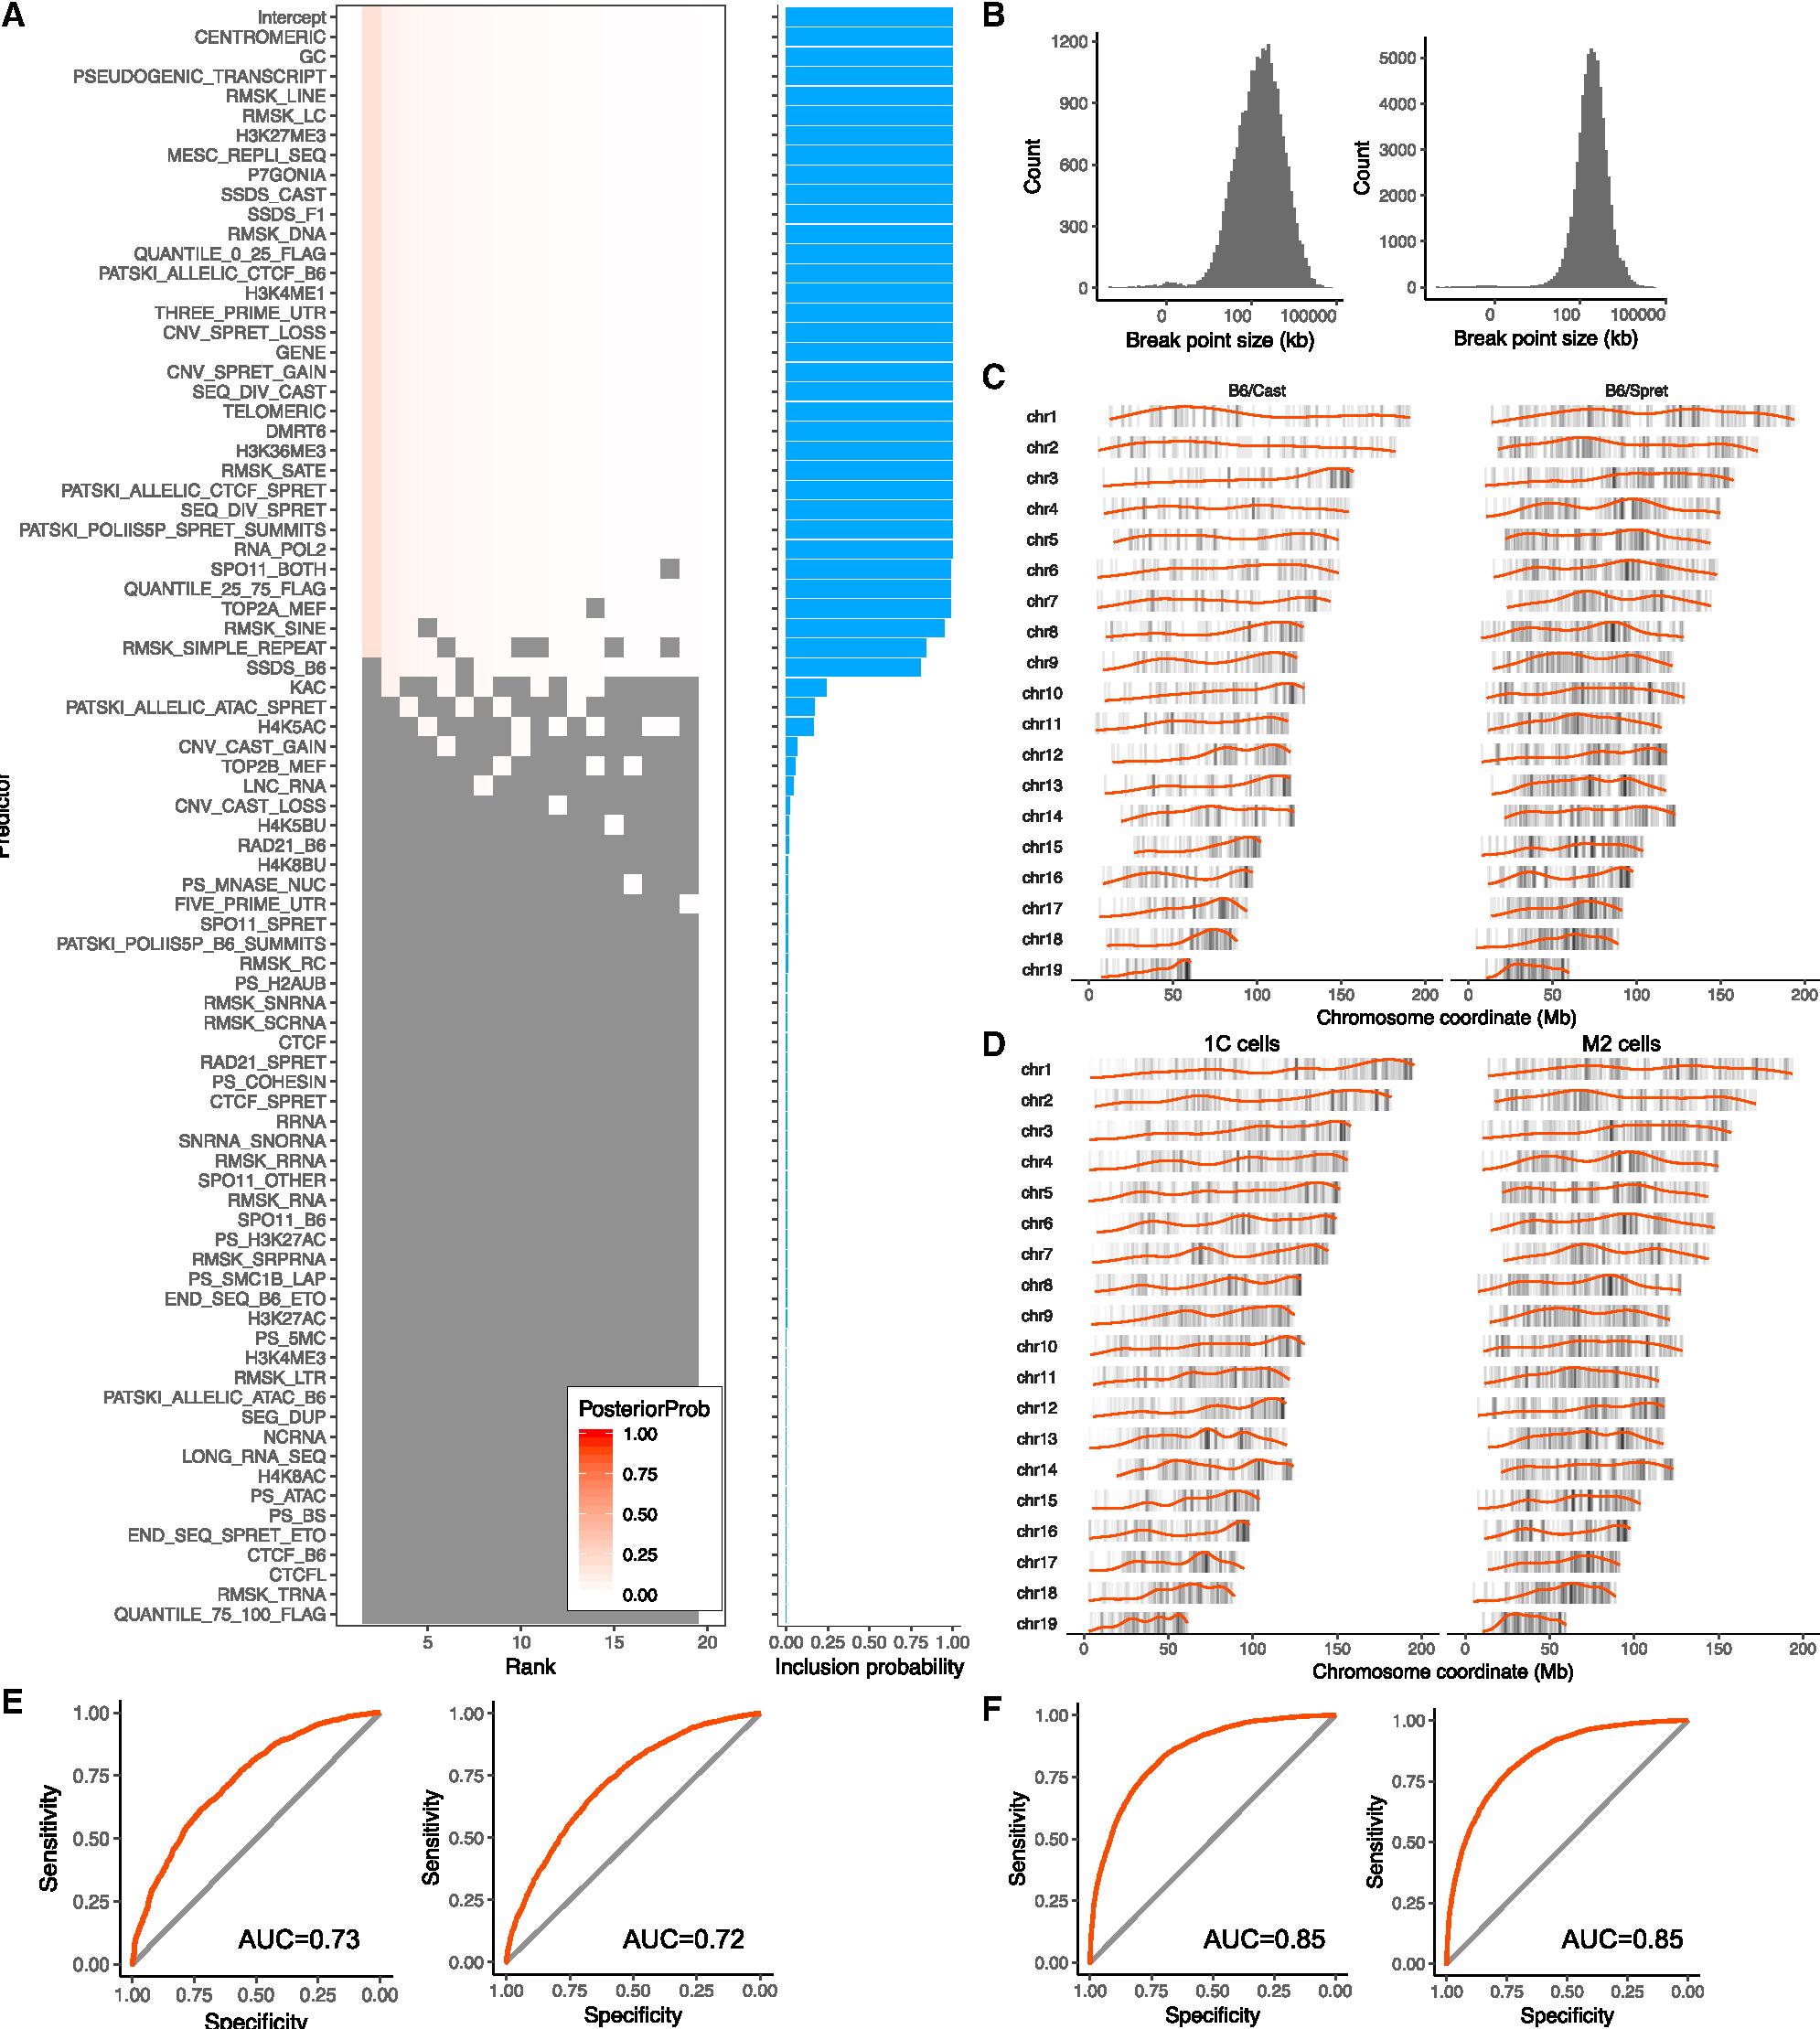 A
Intercept
CENTROMERIC
GC
PSEUDOGENIC_TRANSCRIPT
RMSK_LINE
RMSK_LC
H3K27ME3
MESC_REPLI_SEQ
P7GONIA
SSDS_CAST
SSDS_F1
RMSK_DNA
QUANTILE_0_25_FLAG
PATSKI_ALLELIC_CTCF_B6
H3K4ME1
THREE_PRIME_UTR
CNV_SPRET_LOSS
GENE
CNV_SPRET_GAIN
SEQ_DIV_CAST
TELOMERIC
DMRT6
H3K36ME3
RMSK_SATE
PATSKI_ALLELIC_CTCF_SPRET
SEQ_DIV_SPRET
PATSKI_POLIIS5P_SPRET_SUMMITS
RNA_POL2
SPO11_BOTH
QUANTILE_25_75_FLAG
TOP2A_MEF
RMSK_SINE
RMSK_SIMPLE_REPEAT
SSDS_B6
KAC
PATSKI_ALLELIC_ATAC_SPRET
H4K5AC
CNV_CAST_GAIN
TOP2B_MEF
LNC_RNA
CNV_CAST_LOSS
H4K5BU
RAD21_B6
H4K8BU
PS_MNASE_NUC
FIVE_PRIME_UTR
SPO11_SPRET
PATSKI_POLIIS5P_B6_SUMMITS
RMSK_RC
PS_H2AUB
RMSK_SNRNA
RMSK_SCRNA
CTCF
RAD21_SPRET
PS_COHESIN
CTCF_SPRET
RRNA
SNRNA_SNORNA
RMSK_RRNA
SPO11_OTHER
RMSK_RNA
SPO11_B6
PS_H3K27AC
RMSK_SRPRNA
PS_SMC1B_LAP
END_SEQ_B6_ETO
H3K27AC
PS_5MC
H3K4ME3
RMSK_LTR
PATSKI_ALLELIC_ATAC_B6
SEG_DUP
NCRNA
LONG_RNA_SEQ
H4K8AC
PS_ATAC
PS_BS
END_SEQ_SPRET_ETO
CTCF_B6
CTCFL
RMSK_TRNA
QUANTILE_75_100_FLAG
Predictor
PosteriorProb
1.00
0.75
0.50
0.25
0.00
5 10 15 20
Rank
0.00 0.25 0.50 0.75 1.00
Inclusion probability
B
1200
900
600
300
0
Count
0 100 100000
Break point size (kb)
5000
4000
3000
2000
1000
0
Count
0 100 100000
Break point size (kb)
C
B6/Cast B6/Spret
chr1
chr2
chr3
chr4
chr5
chr6
chr7
chr8
chr9
chr10
chr11
chr12
chr13
chr14
chr15
chr16
chr17
chr18
chr19
0 50 100 150 200 0 50 100 150 200
Chromosome coordinate (Mb)
D
1C cells M2 cells
chr1
chr2
chr3
chr4
chr5
chr6
chr7
chr8
chr9
chr10
chr11
chr12
chr13
chr14
chr15
chr16
chr17
chr18
chr19
0 50 100 150 200 0 50 100 150 200
Chromosome coordinate (Mb)
E
1.00
0.75
0.50
0.25
0.00
Sensitivity
AUC=0.73
1.00 0.75 0.50 0.25 0.00
Specificity
1.00
0.75
0.50
0.25
0.00
Sensitivity
AUC=0.72
1.00 0.75 0.50 0.25 0.00
Specificity
F
1.00
0.75
0.50
0.25
0.00
Sensitivity
AUC=0.85
1.00 0.75 0.50 0.25 0.00
Specificity
1.00
0.75
0.50
0.25
0.00
Sensitivity
AUC=0.85
1.00 0.75 0.50 0.25 0.00
Specificity